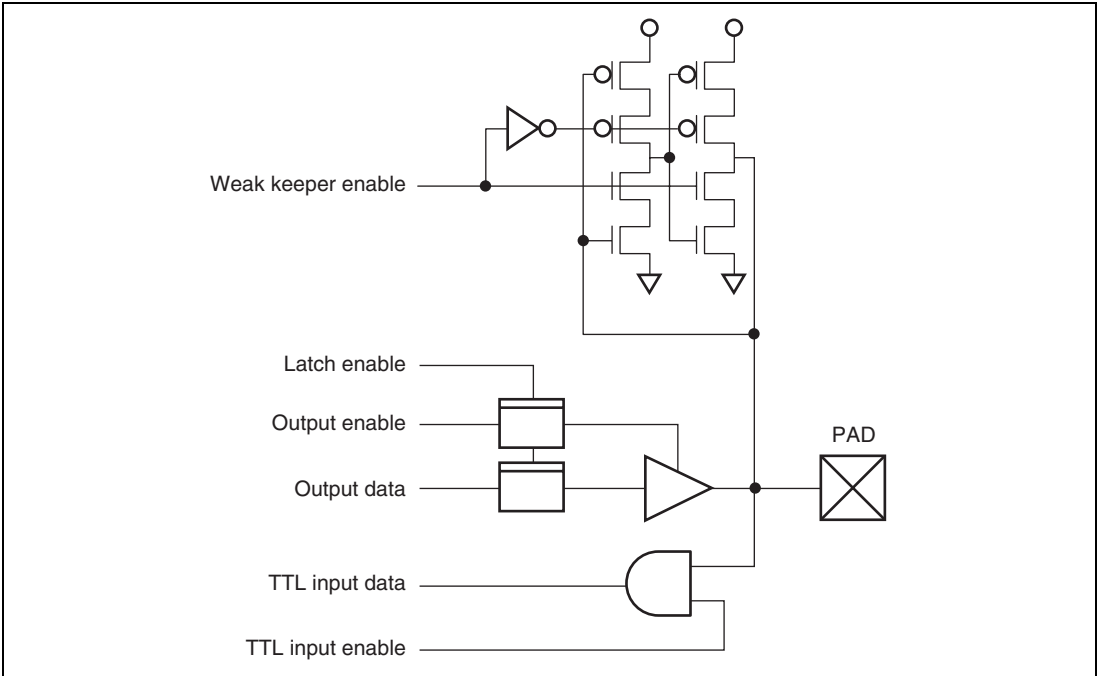 Weak keeper enable
Latch enable
Output enable
PAD
Output data
TTL input data
TTL input enable